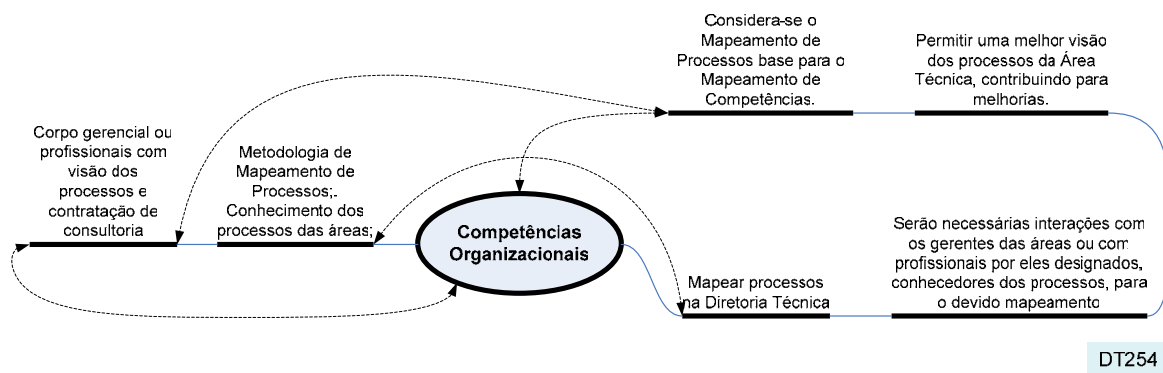 Considera-se o
Mapeamento de
Processos base para o
Mapeamento de
Competências.
Permitir uma melhor visão
dos processos da Área
Técnica, contribuindo para
melhorias.
Corpo gerencial ou
profissionais com
visão dos
processos e
contratação de
consultoria
Metodologia de
Mapeamento de
Processos;.
Conhecimento dos
processos das áreas;
Competências
Organizacionais
Mapear processos
na Diretoria Técnica
Serão necessárias interações com
os gerentes das áreas ou com
profissionais por eles designados,
conhecedores dos processos, para
o devido mapeamento
DT254